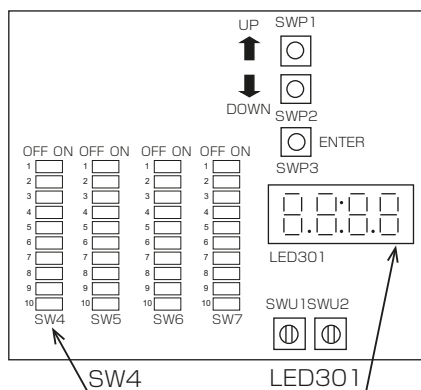 UP SWP1
DOWN
SWP2
ENTER
SWP3
OFF ON OFF ON OFF ON OFF ON
1 1 1 1
2 2 2 2
3 3 3 3
4 4 4 4
5 5 5 5
6 6 6 6
7 7 7 7
8 8 8 8
9 9 9 9
10 10 10 10
SW4 SW5 SW6 SW7
LED301
SWU1 SWU2
SW4 LED301